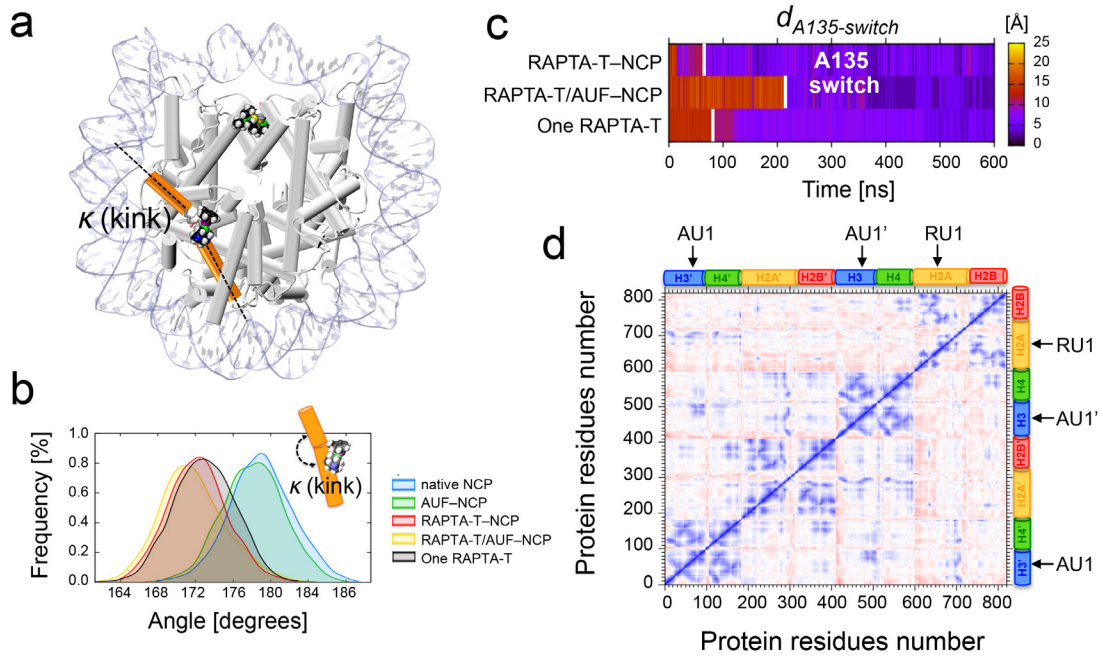 a
κ (kink)
b
Frequency [%]
1.0
0.8
0.6
0.4
0.2
0.0
164 168 172 176 180 184 186
Angle [degrees]
κ (kink)
native NCP
AUF–NCP
RAPTA-T–NCP
RAPTA-T/AUF–NCP
One RAPTA-T
c
dA135-switch
[Å]
RAPTA-T–NCP
RAPTA-T/AUF–NCP
One RAPTA-T
A135
switch
25
20
15
10
5
0
0 100 200 300 400 500 600
Time [ns]
d
AU1 AU1’ RU1
H3’ H4’ H2A’ H2B’ H3 H4 H2A H2B
Protein residues number
800
700
600
500
400
300
200
100
0
0 100 200 300 400 500 600 700 800
Protein residues number
H2B
H2A
H4
H3
H2B’
H2A’
H4’
H3’
RU1
AU1’
AU1